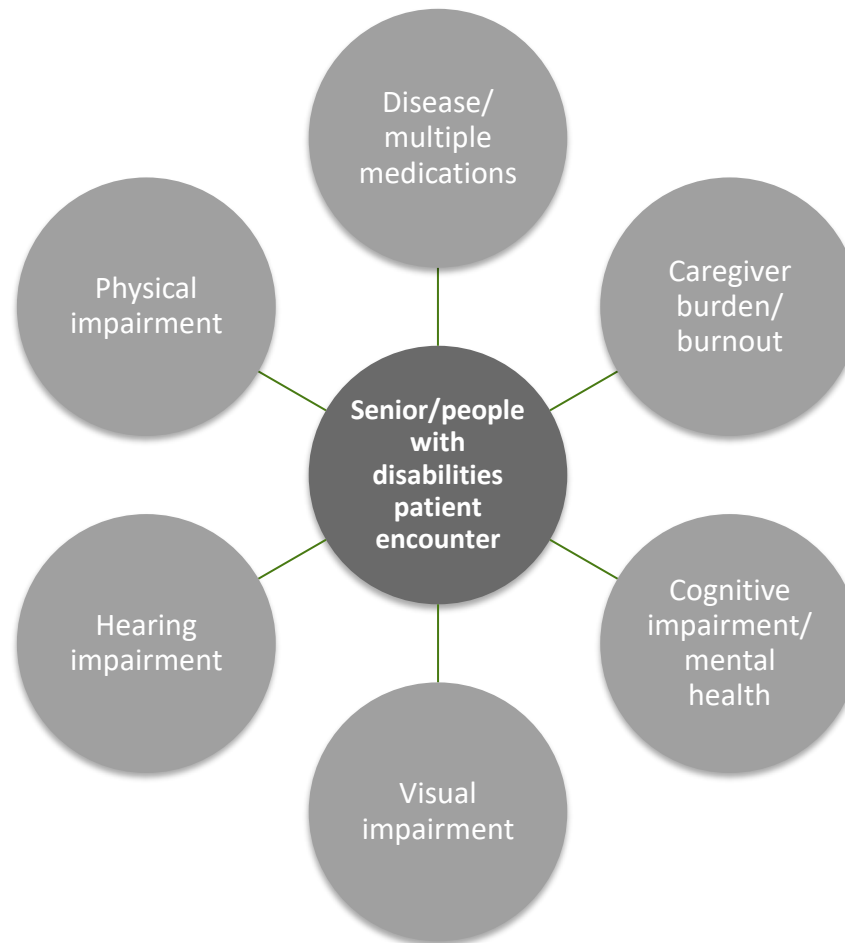 Disease/
multiple
medications
Physical
impairment
Caregiver
burden/
burnout
Senior/people
with
disabilities
patient
encounter
Hearing
impairment
Cognitive
impairment/
mental
health
Visual
impairment